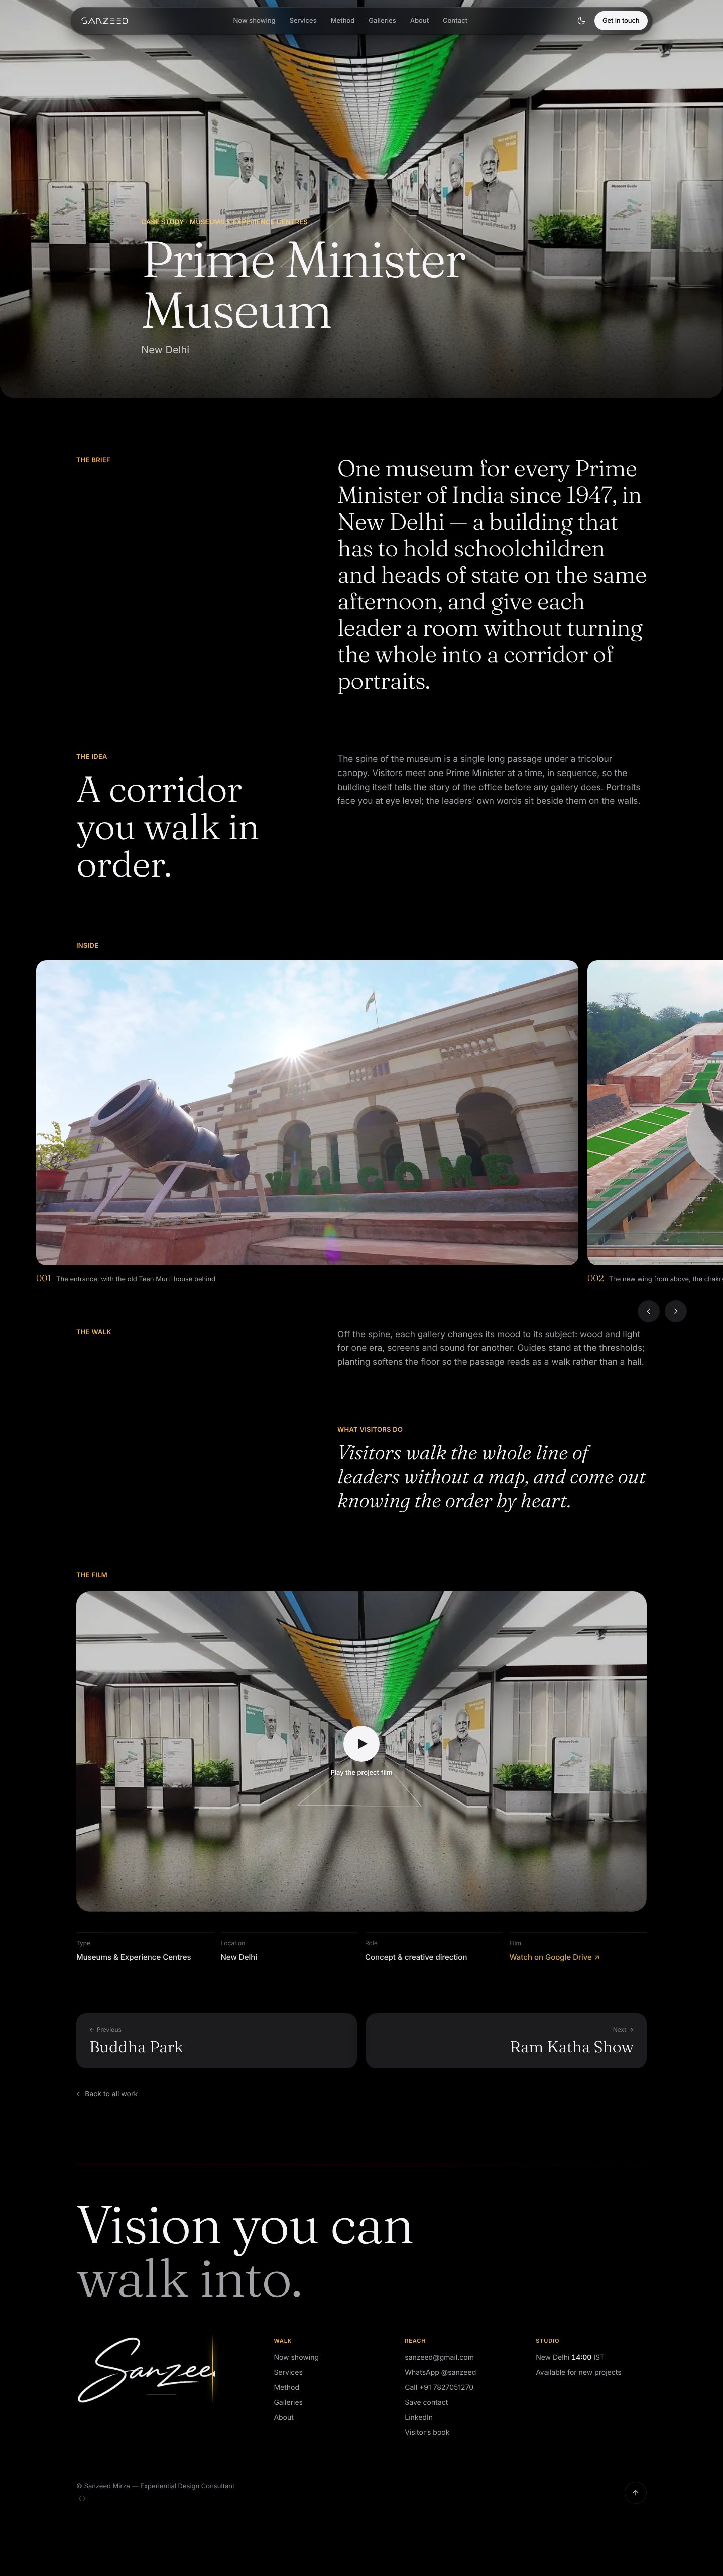 SANZEED
Now showing
Services
Method
Galleries
About
Contact
Get in touch
CASE STUDY · MUSEUMS & EXPERIENCE CENTRES
Prime Minister
Museum
New Delhi
THE BRIEF
One museum for every Prime
Minister of India since 1947, in
New Delhi — a building that
has to hold schoolchildren
and heads of state on the same
afternoon, and give each
leader a room without turning
the whole into a corridor of
portraits.
THE IDEA
A corridor
you walk in
order.
The spine of the museum is a single long passage under a tricolour
canopy. Visitors meet one Prime Minister at a time, in sequence, so the
building itself tells the story of the office before any gallery does. Portraits
face you at eye level; the leaders’ own words sit beside them on the walls.
INSIDE
WELCOME
001 The entrance, with the old Teen Murti house behind
002 The new wing from above, the chakra
THE WALK
Off the spine, each gallery changes its mood to its subject: wood and light
for one era, screens and sound for another. Guides stand at the thresholds;
planting softens the floor so the passage reads as a walk rather than a hall.
WHAT VISITORS DO
Visitors walk the whole line of
leaders without a map, and come out
knowing the order by heart.
THE FILM
Play the project film
Type
Museums & Experience Centres
Location
New Delhi
Role
Concept & creative direction
Film
Watch on Google Drive ↗
← Previous
Buddha Park
Next →
Ram Katha Show
← Back to all work
Vision you can
walk into.
Sanzee
WALK
Now showing
Services
Method
Galleries
About
REACH
sanzeed@gmail.com
WhatsApp @sanzeed
Call +91 7827051270
Save contact
LinkedIn
Visitor’s book
STUDIO
New Delhi 14:00 IST
Available for new projects
© Sanzeed Mirza — Experiential Design Consultant